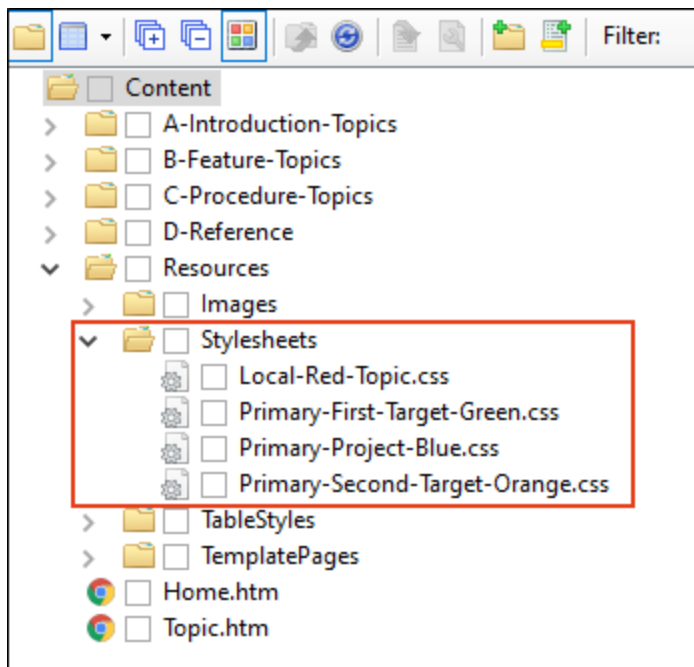 Filter:
Content
A-Introduction-Topics
B-Feature-Topics
C-Procedure-Topics
D-Reference
Resources
Images
Stylesheets
Local-Red-Topic.css
Primary-First-Target-Green.css
Primary-Project-Blue.css
Primary-Second-Target-Orange.css
TableStyles
TemplatePages
Home.htm
Topic.htm